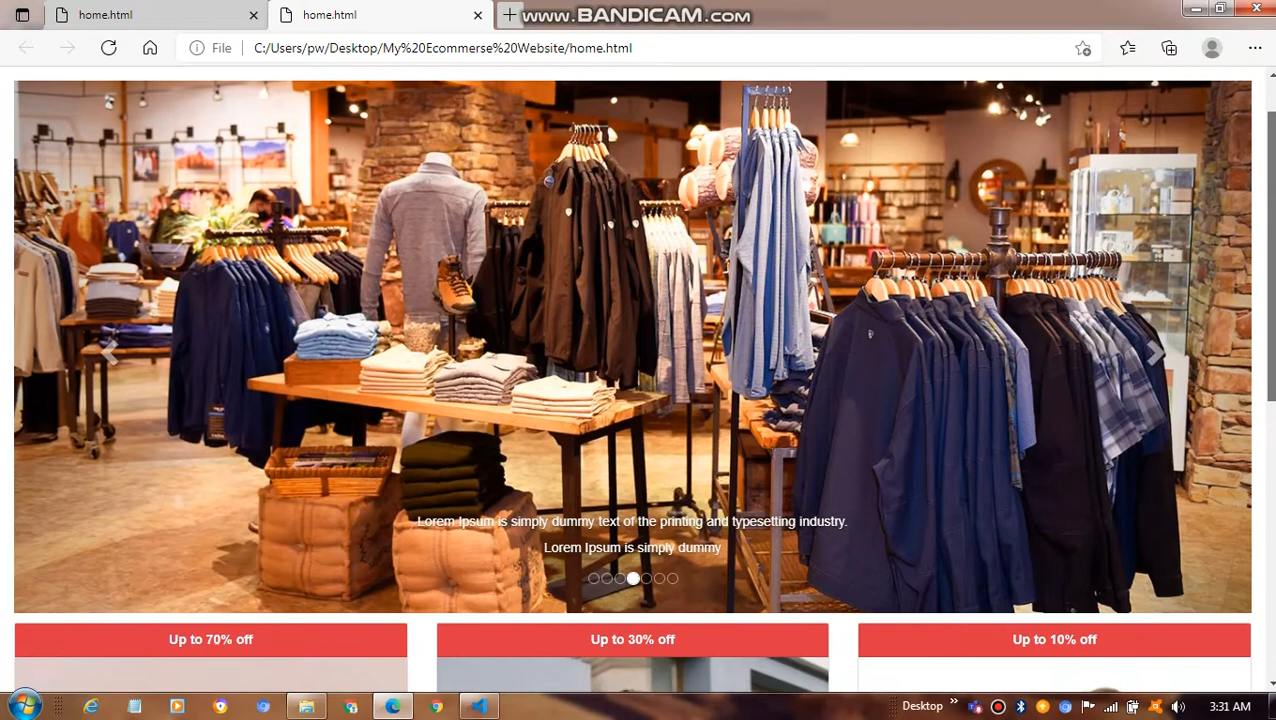 home.html
home.html
www.BANDICAM.com
File
C:/Users/pw/Desktop/My%20Ecommerse%20Website/home.html
Lorem Ipsum is simply dummy text of the printing and typesetting industry.
Lorem Ipsum is simply dummy
Up to 70% off
Up to 30% off
Up to 10% off
Desktop
3:31 AM